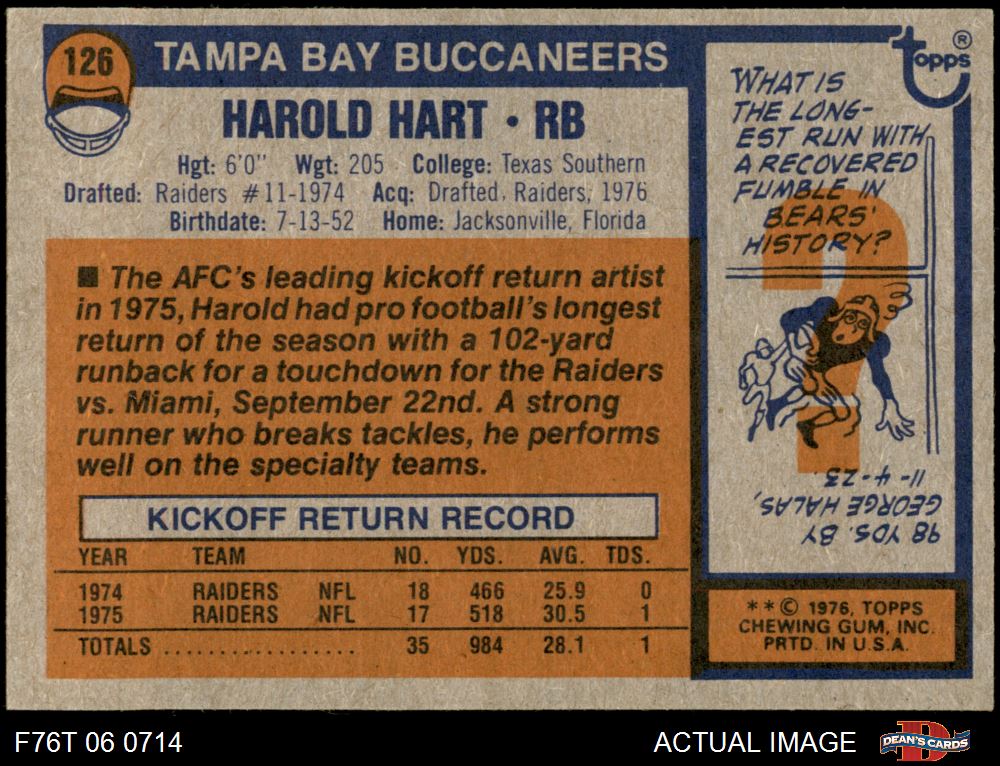 126
TAMPA BAY BUCCANEERS
HAROLD HART • RB
Hgt: 6'0" Wgt: 205 College: Texas Southern
Drafted: Raiders #11-1974 Acq: Drafted, Raiders, 1976
Birthdate: 7-13-52 Home: Jacksonville, Florida
■ The AFC's leading kickoff return artist
in 1975, Harold had pro football's longest
return of the season with a 102-yard
runback for a touchdown for the Raiders
vs. Miami, September 22nd. A strong
runner who breaks tackles, he performs
well on the specialty teams.
KICKOFF RETURN RECORD
YEAR TEAM NO. YDS. AVG. TDS.
1974 RAIDERS NFL 18 466 25.9 0
1975 RAIDERS NFL 17 518 30.5 1
TOTALS .................. 35 984 28.1 1
topps®
WHAT IS
THE LONG-
EST RUN WITH
A RECOVERED
FUMBLE IN
BEARS'
HISTORY?
?
98 YDS. BY
GEORGE HALAS,
11-4-23.
**© 1976, TOPPS
CHEWING GUM, INC.
PRTD. IN U.S.A.
F76T 06 0714
ACTUAL IMAGE
D
DEAN'S CARDS